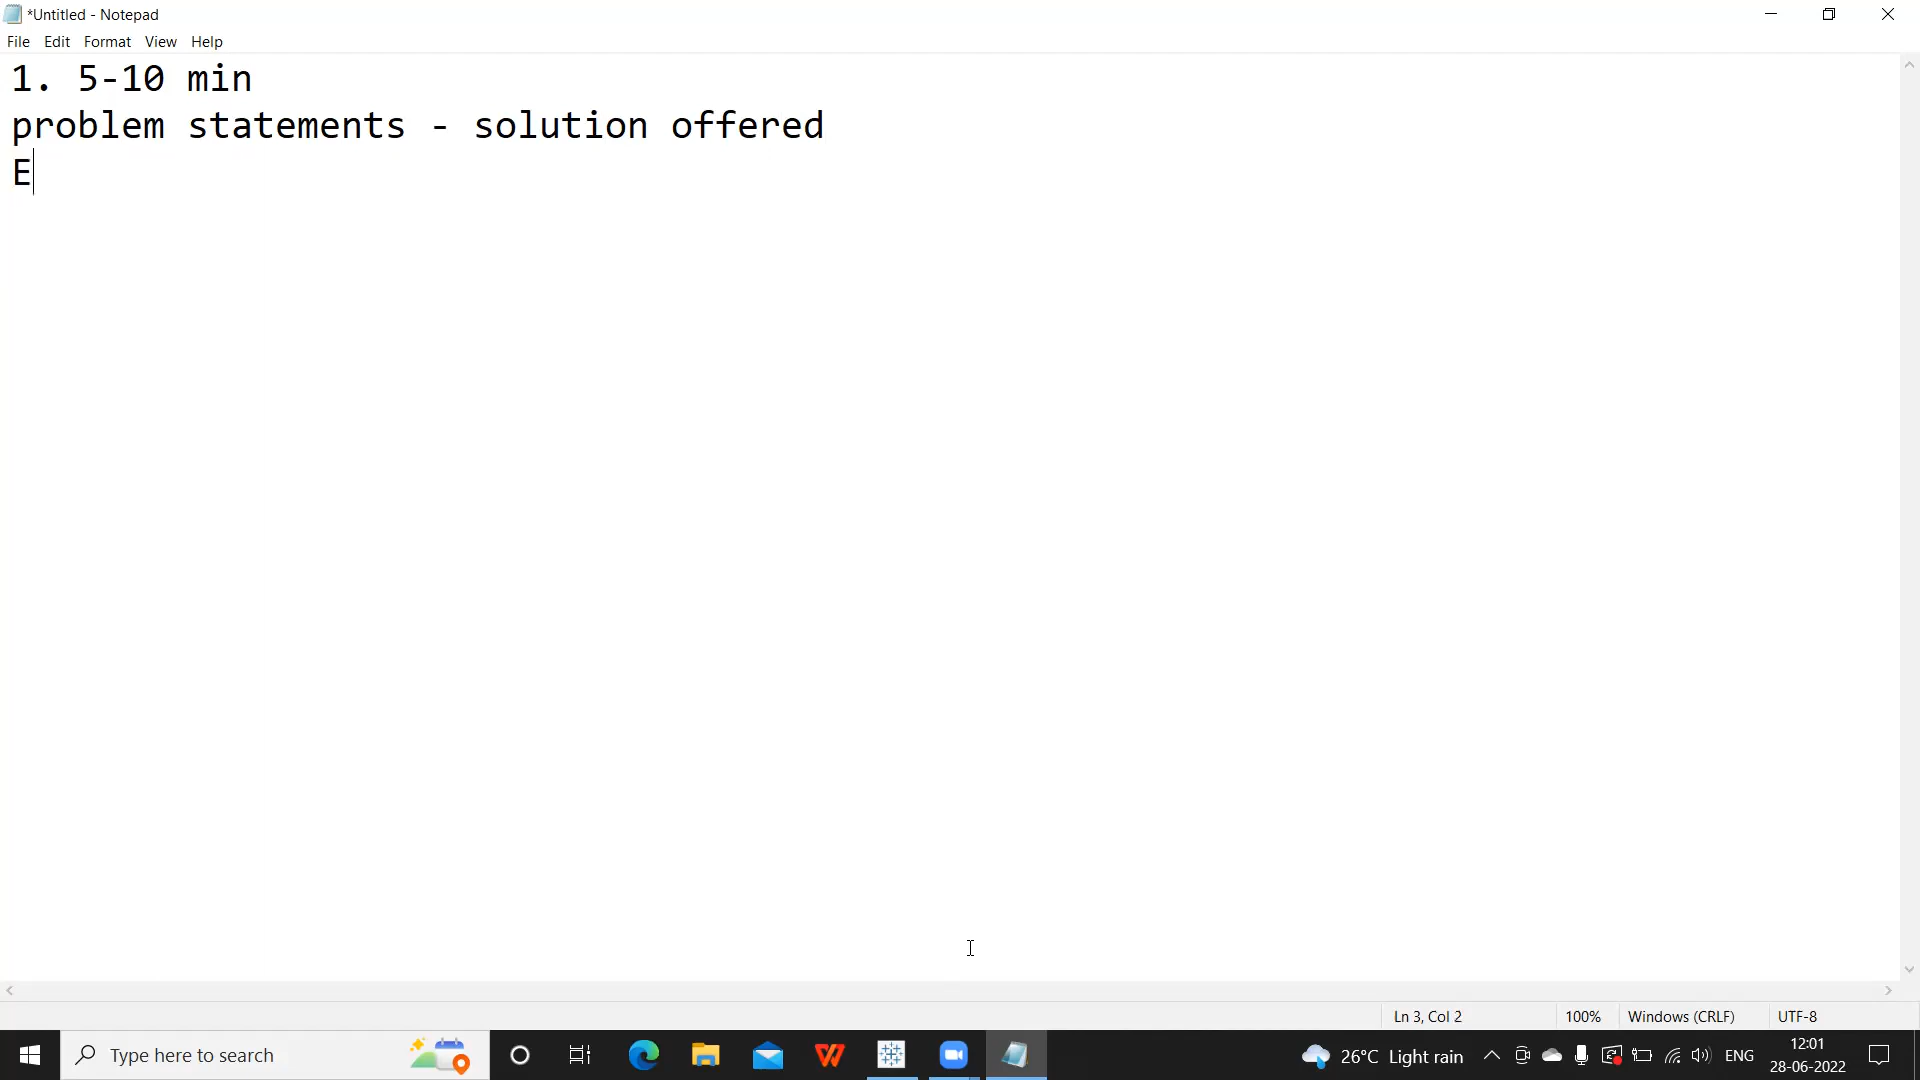 *Untitled - Notepad
File Edit Format View Help
1. 5-10 min
problem statements - solution offered
E
Ln 3, Col 2 100% Windows (CRLF) UTF-8
Type here to search 26°C Light rain ENG 12:01
28-06-2022